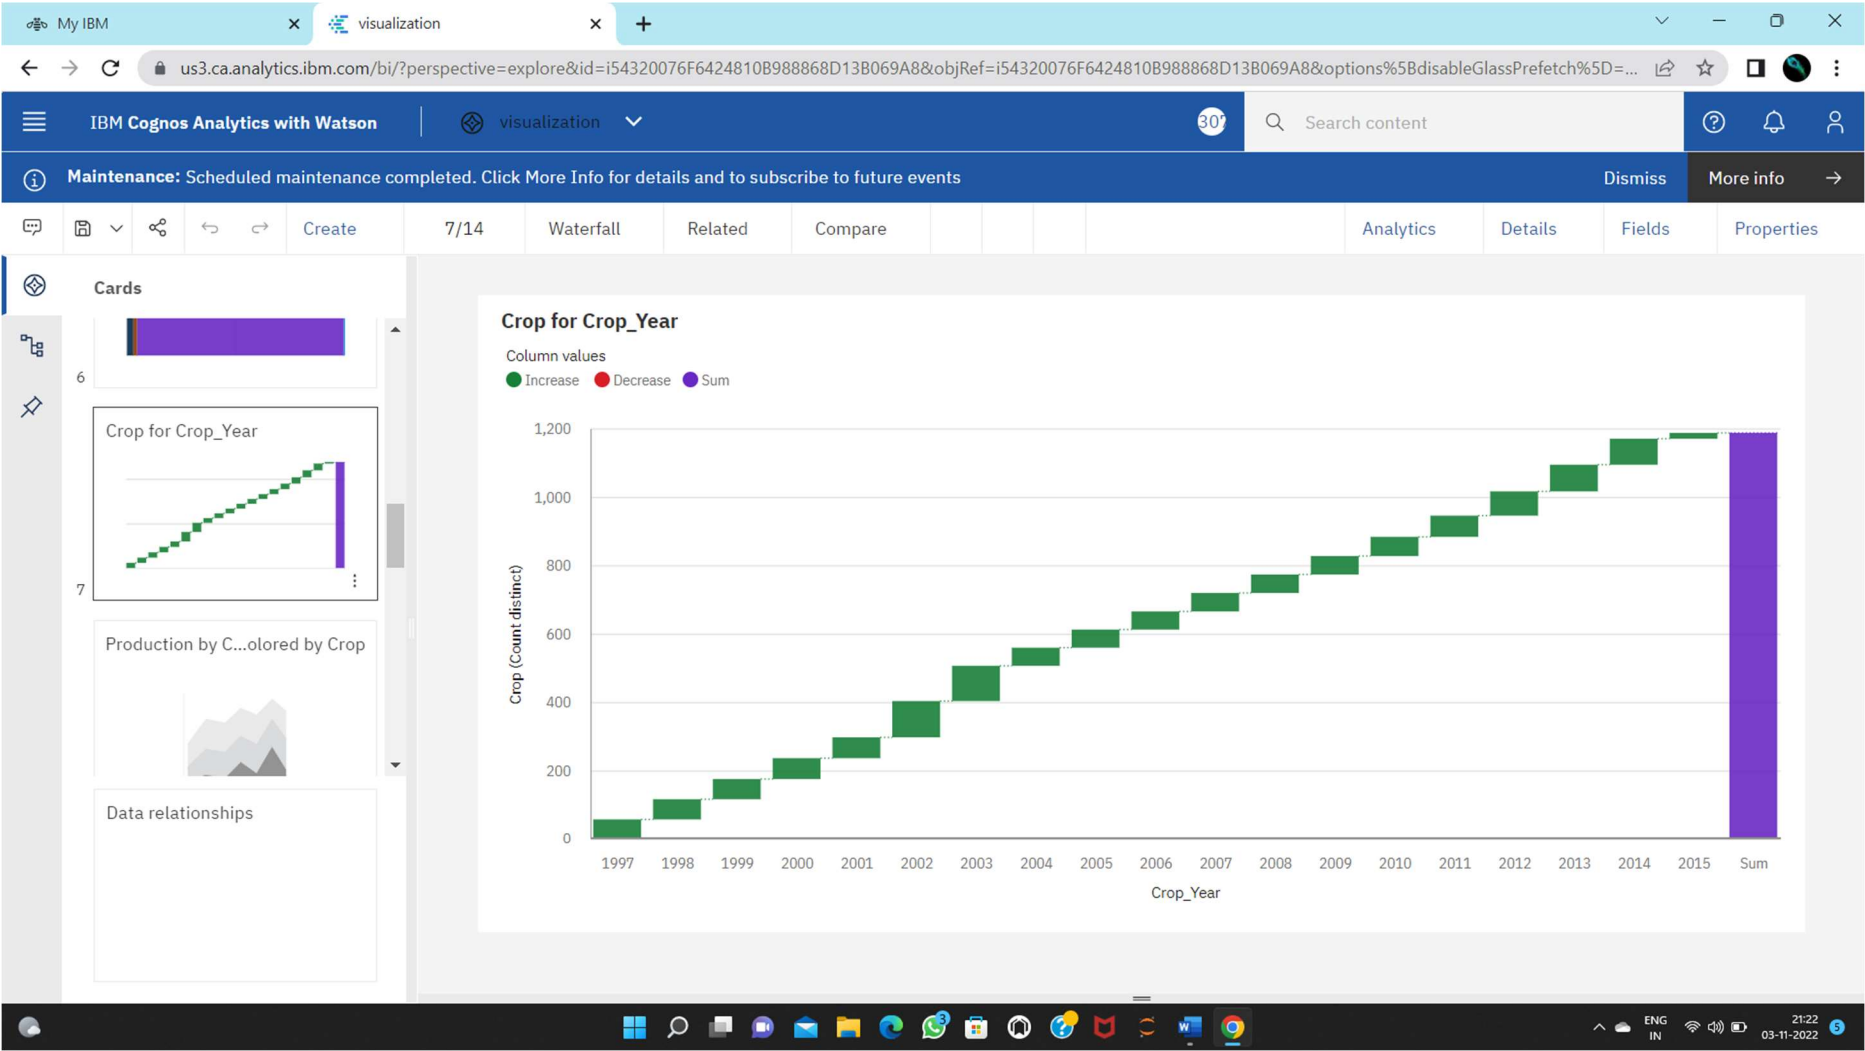 My IBM
visualization
us3.ca.analytics.ibm.com/bi/?perspective=explore&id=i54320076F6424810B988868D13B069A8&objRef=i54320076F6424810B988868D13B069A8&options%5BdisableGlassPrefetch%5D=...
IBM Cognos Analytics with Watson
visualization
307
Search content
Maintenance: Scheduled maintenance completed. Click More Info for details and to subscribe to future events
Dismiss
More info
Create
7/14
Waterfall
Related
Compare
Analytics
Details
Fields
Properties
Cards
6
Crop for Crop_Year
7
Production by C...olored by Crop
Data relationships
Crop for Crop_Year
Column values
Increase Decrease Sum
1,200
1,000
800
600
400
200
0
Crop (Count distinct)
1997 1998 1999 2000 2001 2002 2003 2004 2005 2006 2007 2008 2009 2010 2011 2012 2013 2014 2015 Sum
Crop_Year
3
ENG
IN
21:22
03-11-2022
5